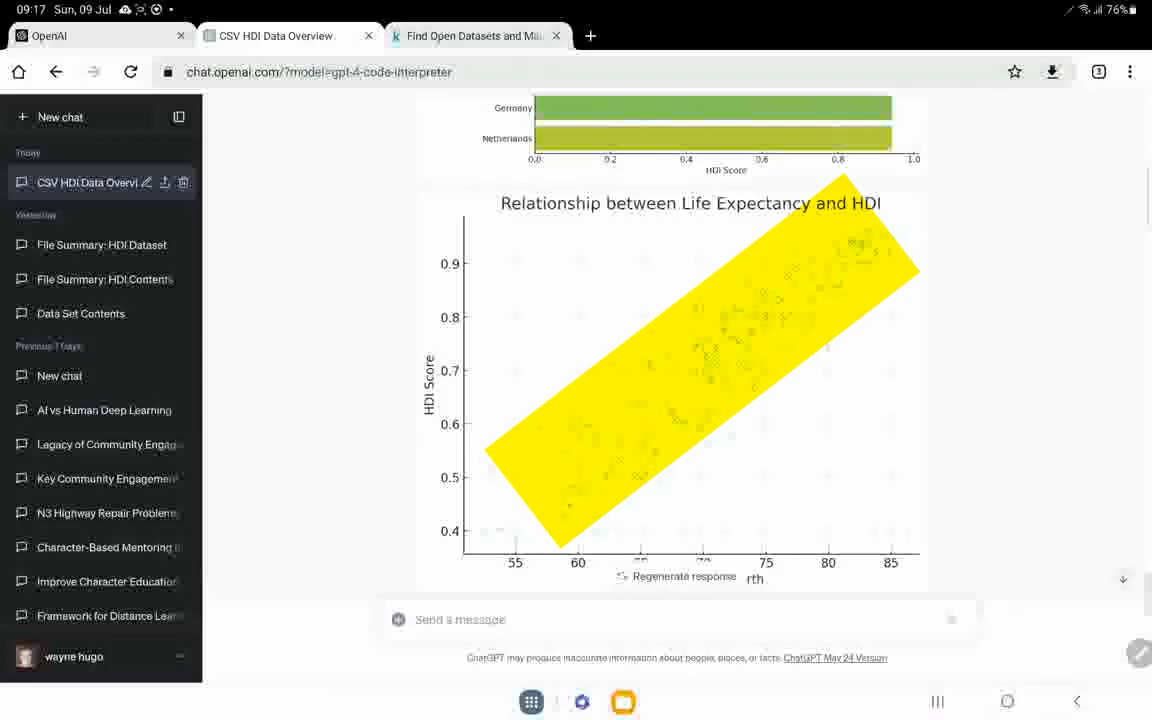 09:17 Sun, 09 Jul 76%
OpenAI
CSV HDI Data Overview
Find Open Datasets and Ma
chat.openai.com/?model=gpt-4-code-interpreter
3
New chat
Today
CSV HDI Data Overvi
Yesterday
File Summary: HDI Dataset
File Summary: HDI Contents
Data Set Contents
Previous 7 Days
New chat
AI vs Human Deep Learning
Legacy of Community Engag
Key Community Engagement
N3 Highway Repair Problems
Character-Based Mentoring
Improve Character Education
Framework for Distance Lear
wayne hugo
Germany
Netherlands
0.0 0.2 0.4 0.6 0.8 1.0
HDI Score
Relationship between Life Expectancy and HDI
0.9
0.8
0.7
0.6
0.5
0.4
HDI Score
55 60 75 80 85
rth
Regenerate response
Send a message
ChatGPT may produce inaccurate information about people, places, or facts. ChatGPT May 24 Version